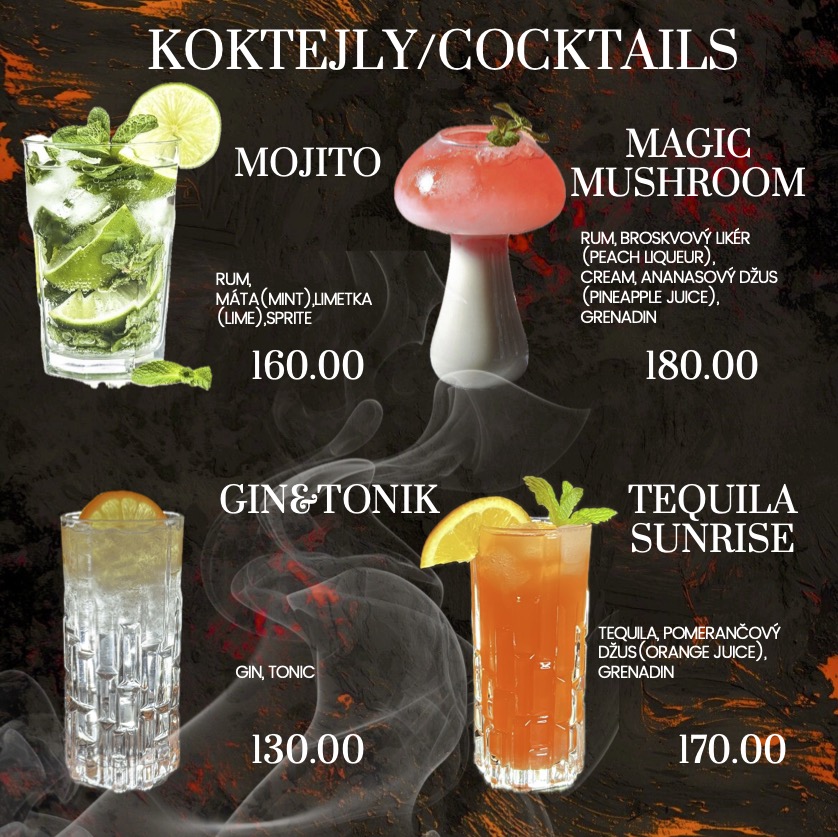 KOKTEJLY/COCKTAILS
MOJITO
RUM,
MÁTA(MINT),LIMETKA
(LIME),SPRITE
160.00
MAGIC
MUSHROOM
RUM, BROSKVOVÝ LIKÉR
(PEACH LIQUEUR),
CREAM, ANANASOVÝ DŽUS
(PINEAPPLE JUICE),
GRENADIN
180.00
GIN&TONIK
GIN, TONIC
130.00
TEQUILA
SUNRISE
TEQUILA, POMERANČOVÝ
DŽUS(ORANGE JUICE),
GRENADIN
170.00